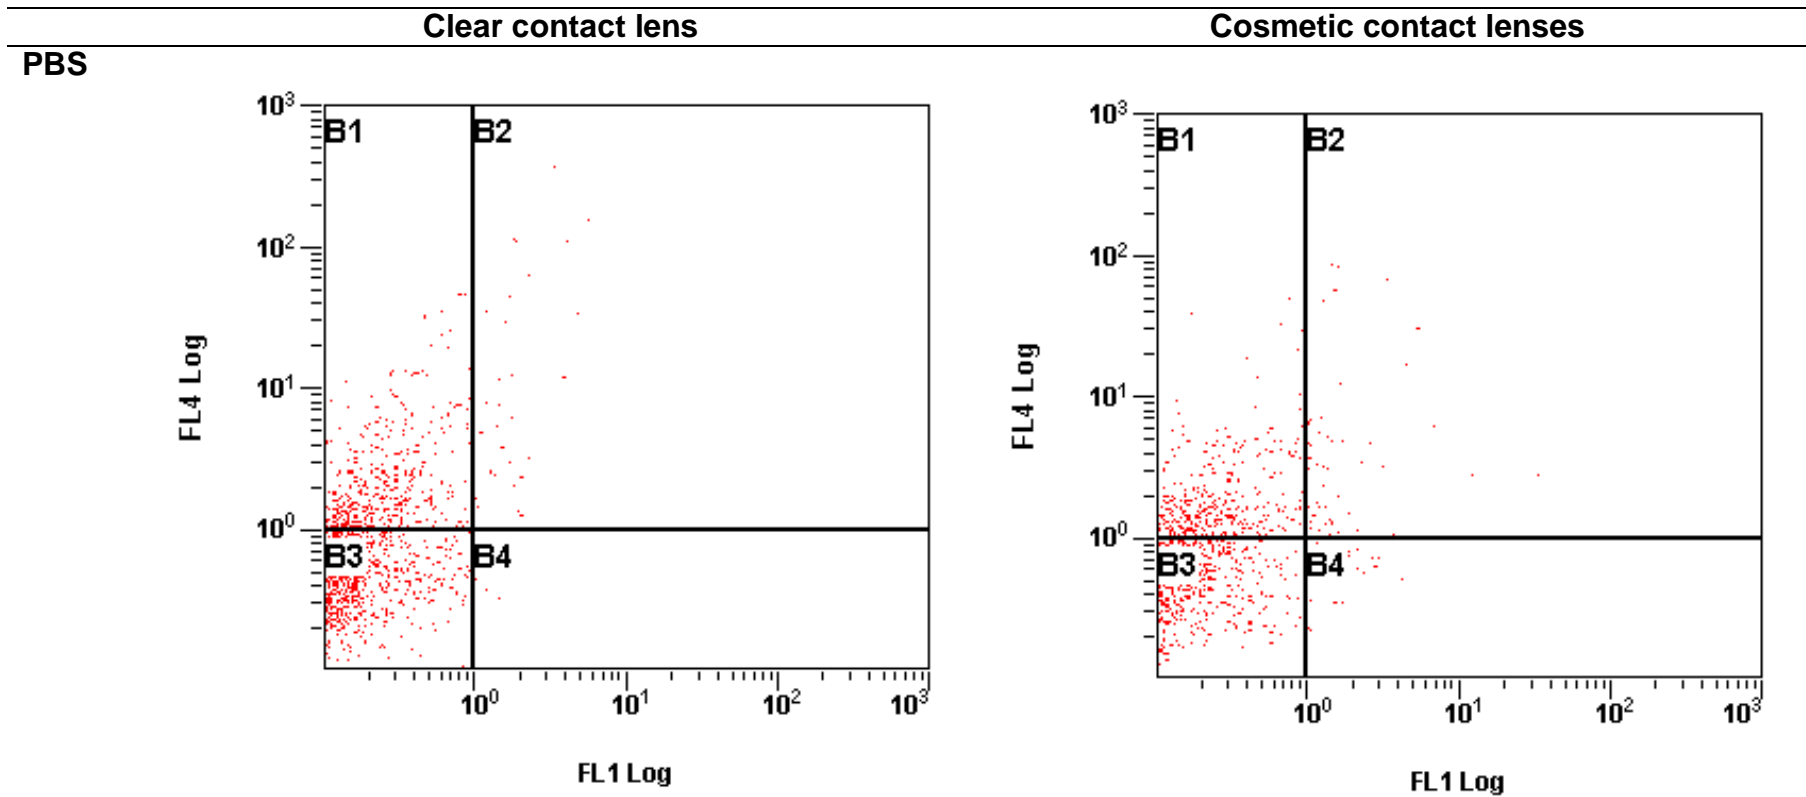 Clear contact lens Cosmetic contact lenses
PBS
10³ 10² 10¹ 10⁰
FL4 Log
B1 B2
B3 B4
10⁰ 10¹ 10² 10³
FL1 Log
10³ 10² 10¹ 10⁰
FL4 Log
B1 B2
B3 B4
10⁰ 10¹ 10² 10³
FL1 Log